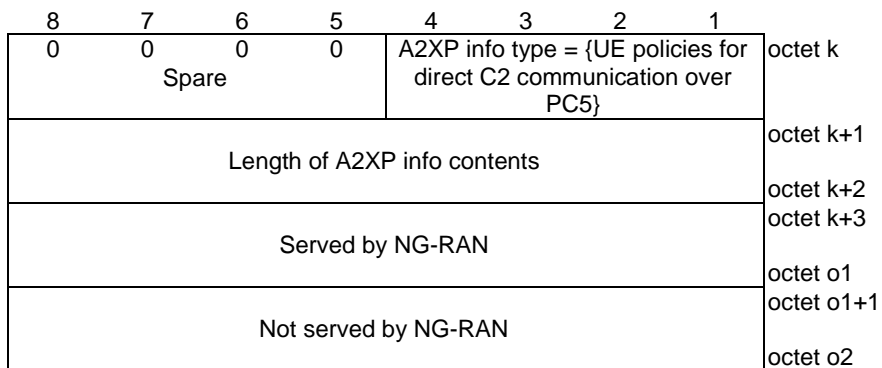 8 7 6 5 4 3 2 1
0 0 0 0 A2XP info type = {UE policies for octet k
Spare direct C2 communication over
PC5}
octet k+1
Length of A2XP info contents
octet k+2
octet k+3
Served by NG-RAN
octet o1
octet o1+1
Not served by NG-RAN
octet o2